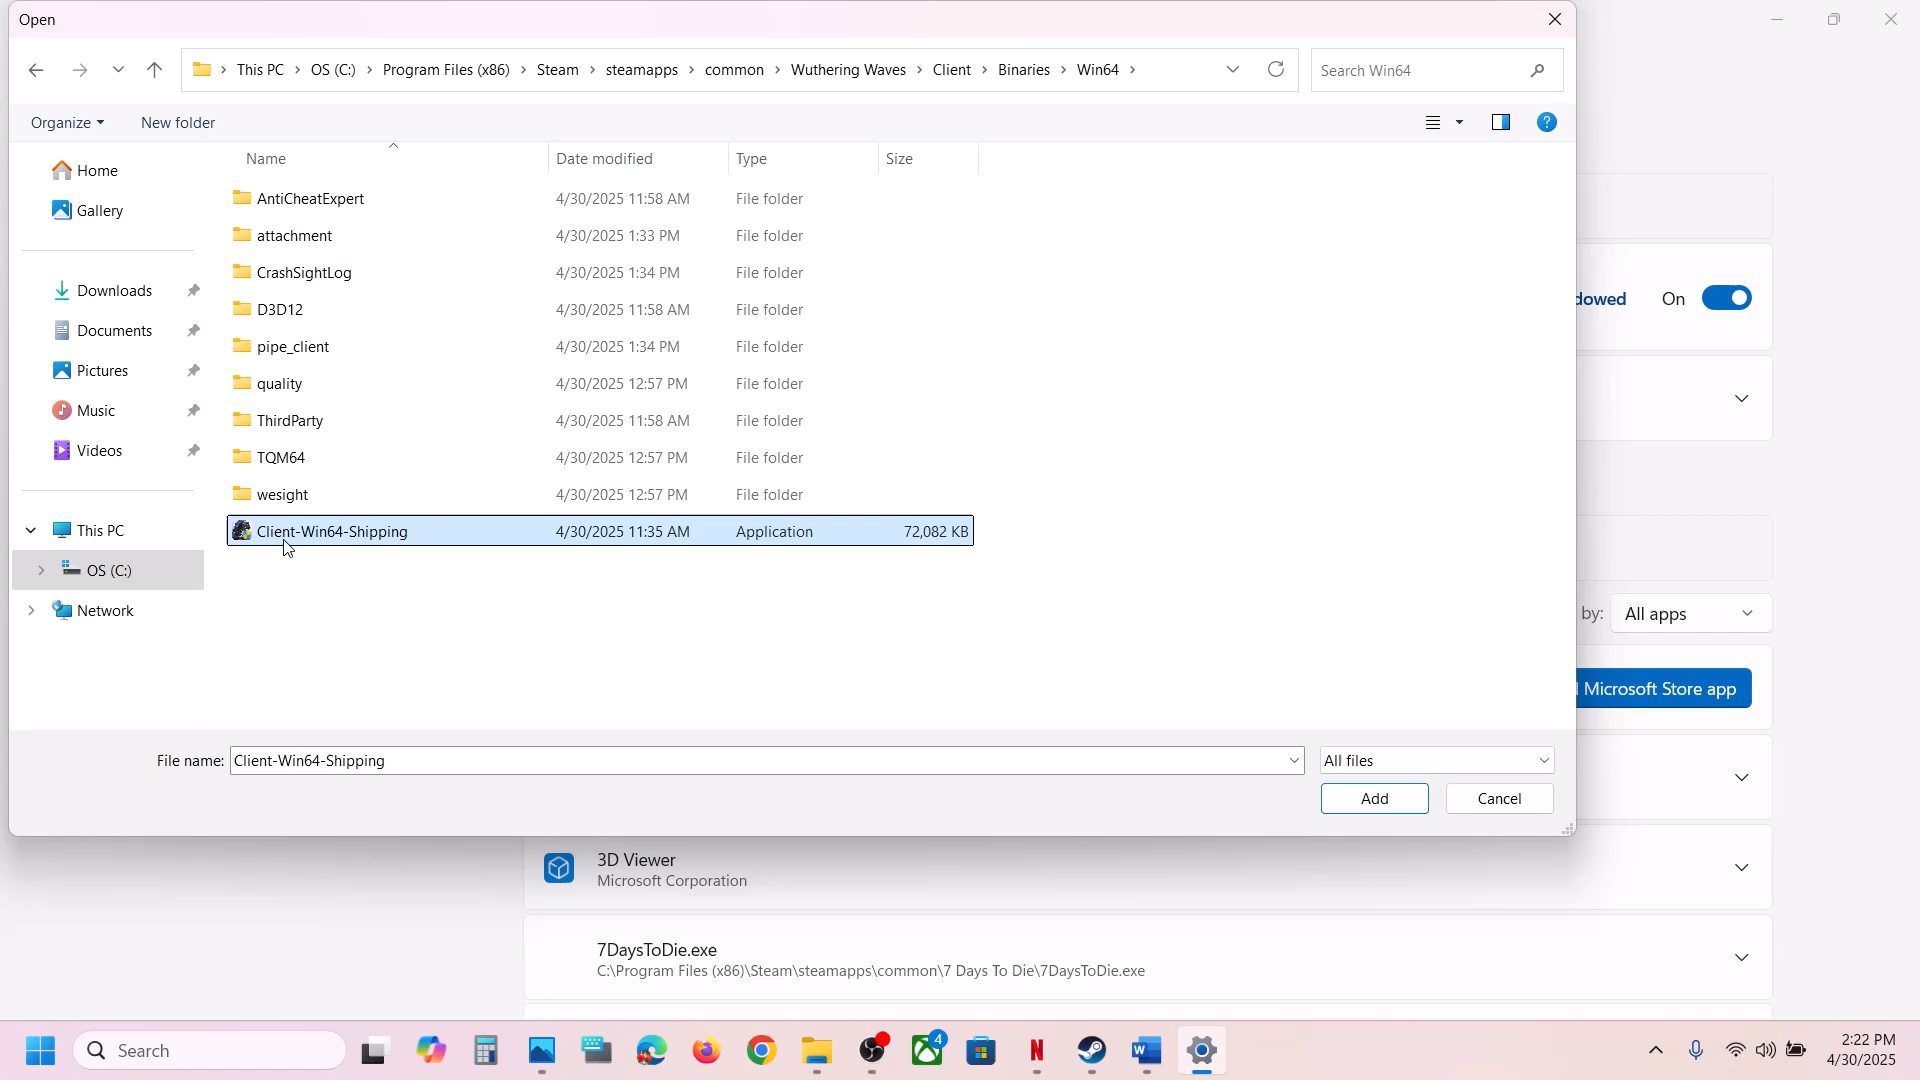 Open
This PC > OS (C:) > Program Files (x86) > Steam > steamapps > common > Wuthering Waves > Client > Binaries > Win64 >
Search Win64
Organize
New folder
Name
Date modified
Type
Size
Home
Gallery
Downloads
Documents
Pictures
Music
Videos
This PC
OS (C:)
Network
AntiCheatExpert 4/30/2025 11:58 AM File folder
attachment 4/30/2025 1:33 PM File folder
CrashSightLog 4/30/2025 1:34 PM File folder
D3D12 4/30/2025 11:58 AM File folder
pipe_client 4/30/2025 1:34 PM File folder
quality 4/30/2025 12:57 PM File folder
ThirdParty 4/30/2025 11:58 AM File folder
TQM64 4/30/2025 12:57 PM File folder
wesight 4/30/2025 12:57 PM File folder
Client-Win64-Shipping 4/30/2025 11:35 AM Application 72,082 KB
File name: Client-Win64-Shipping
All files
Add
Cancel
dowed
On
by: All apps
Microsoft Store app
3D Viewer
Microsoft Corporation
7DaysToDie.exe
C:\Program Files (x86)\Steam\steamapps\common\7 Days To Die\7DaysToDie.exe
Search
4
2:22 PM
4/30/2025